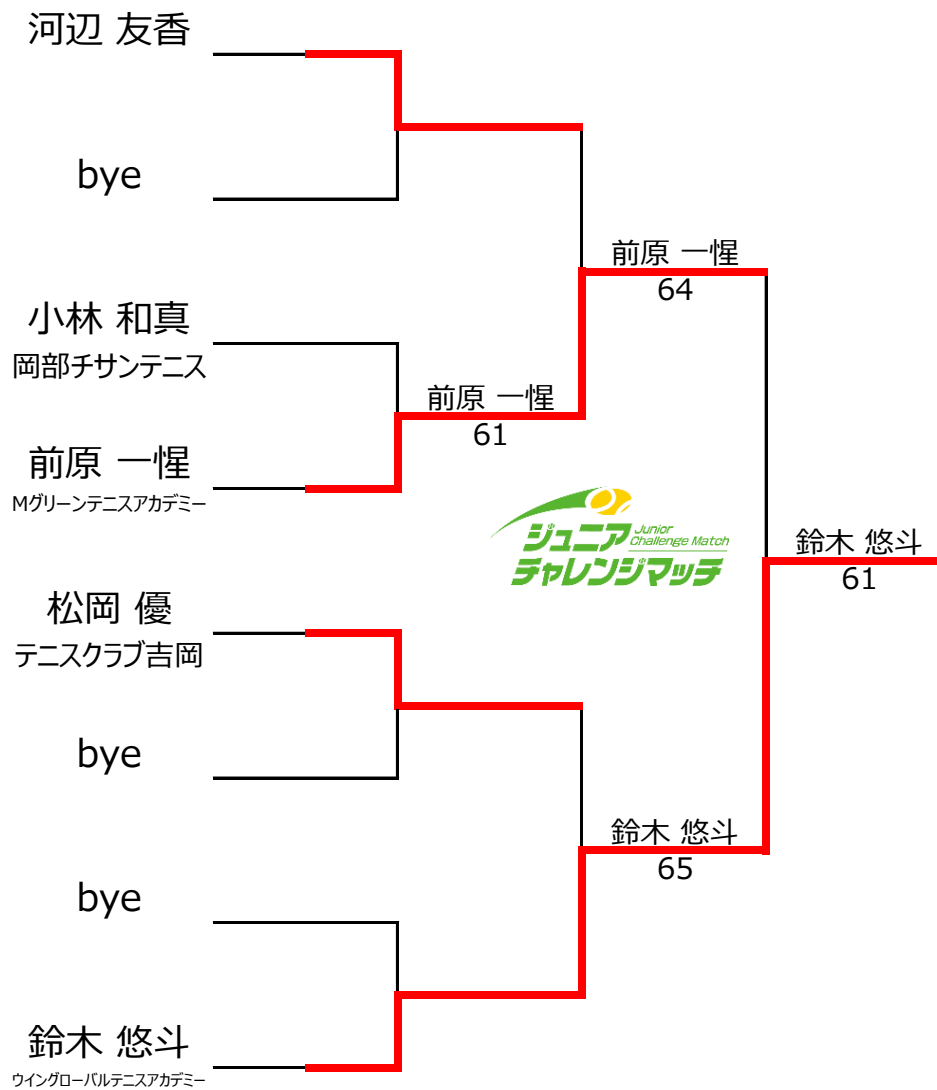 河辺 友香
bye
小林 和真
岡部チサンテニス
前原 一惺
Mグリーンテニスアカデミー
松岡 優
テニスクラブ吉岡
bye
bye
鈴木 悠斗
ウイングローバルテニスアカデミー
前原 一惺
61
前原 一惺
64
鈴木 悠斗
65
鈴木 悠斗
61
ジュニア
Junior
Challenge Match
チャレンジマッチ